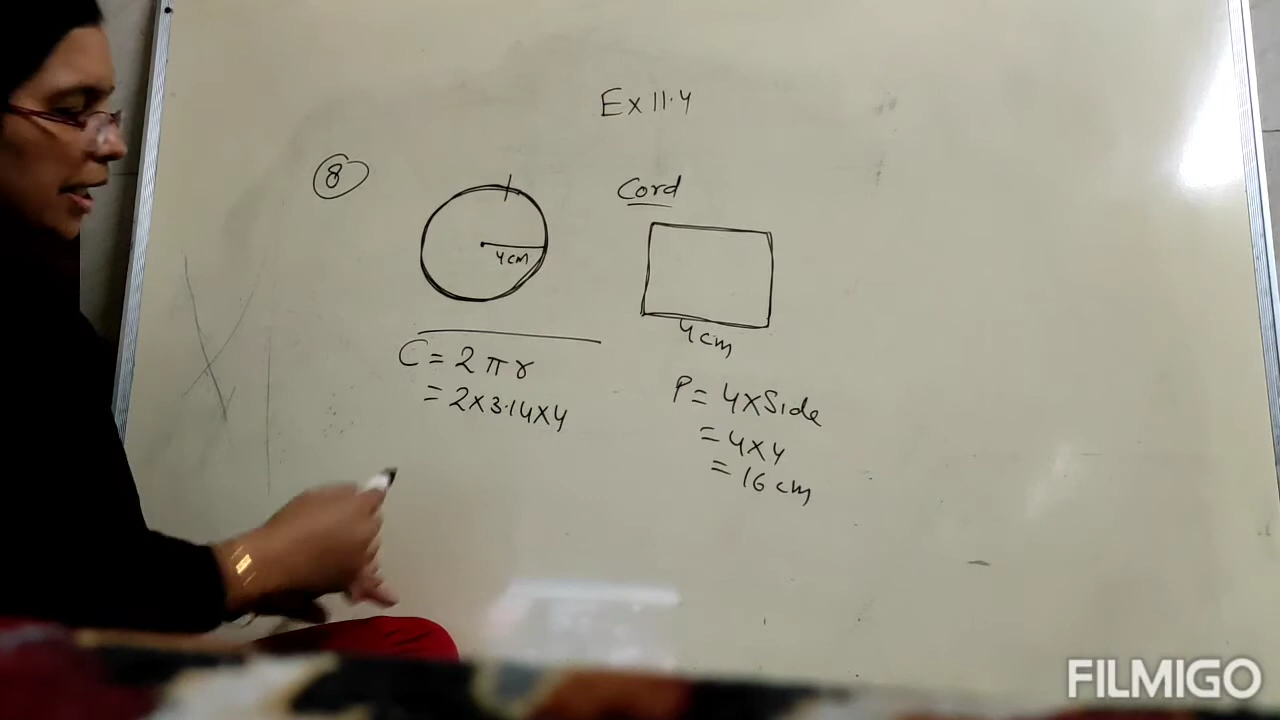 Ex 11.4
8
Cord
4cm
4cm
C = 2πr
= 2×3.14×4
P = 4×Side
= 4×4
= 16 cm
FILMIGO